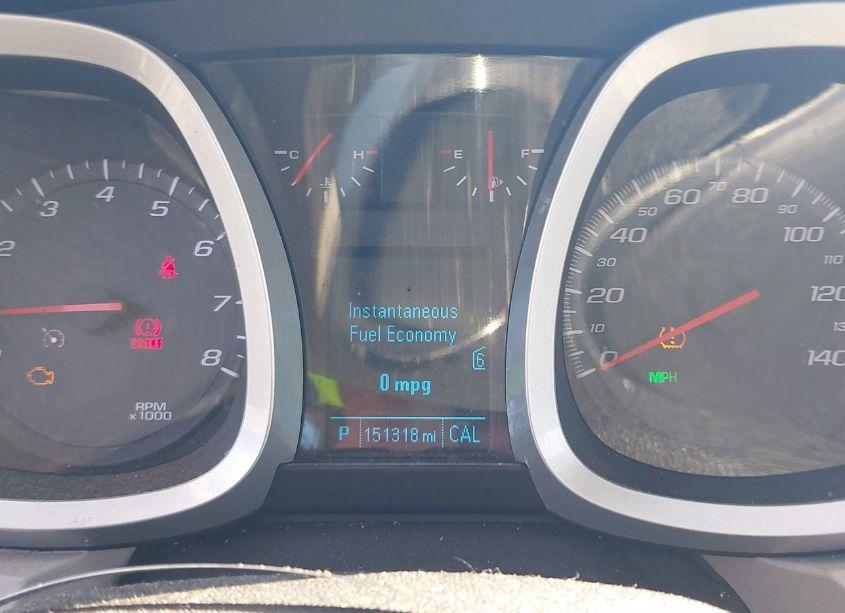 C H E F
2 3 4 5 6 7 8
BRAKE
RPM
x 1000
Instantaneous
Fuel Economy
6
0 mpg
P 151318 mi CAL
0 10 20 30 40 50 60 70 80 90 100 110 120 140
MPH